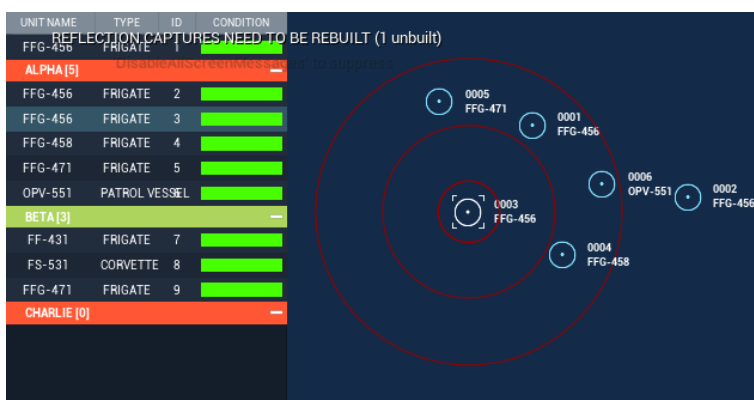 UNIT NAME TYPE ID CONDITION
REFLECTION CAPTURES NEED TO BE REBUILT (1 unbuilt)
FFG-456 FRIGATE 1
'DisableAllScreenMessages' to suppress
ALPHA [5]
FFG-456 FRIGATE 2
FFG-456 FRIGATE 3
FFG-458 FRIGATE 4
FFG-471 FRIGATE 5
OPV-551 PATROL VESSEL 6
BETA [3]
FF-431 FRIGATE 7
FS-531 CORVETTE 8
FFG-471 FRIGATE 9
CHARLIE [0]
0005
FFG-471
0001
FFG-456
0006
OPV-551
0002
FFG-456
0003
FFG-456
0004
FFG-458